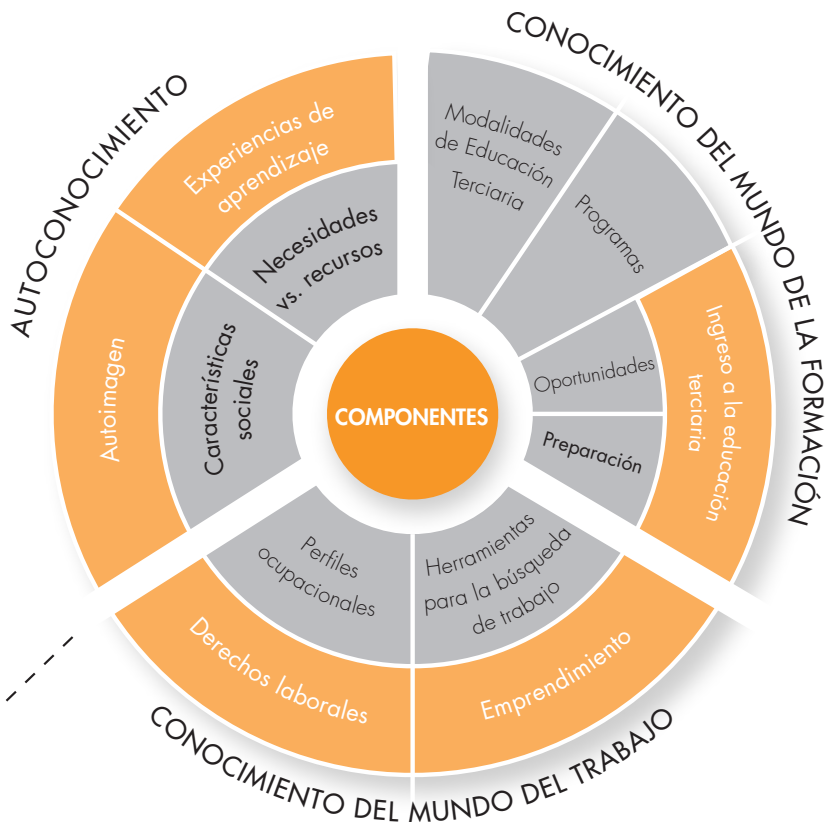 AUTOCONOCIMIENTO
Experiencias de
aprendizaje
Necesidades
vs. recursos
Autoimagen
Características
sociales
CONOCIMIENTO DEL MUNDO DE LA FORMACIÓN
Modalidades
de Educación
Terciaria
Programas
Ingreso a la educación
terciaria
Oportunidades
Preparación
COMPONENTES
Perfiles
ocupacionales
Herramientas
para la búsqueda
de trabajo
Derechos laborales
Emprendimiento
CONOCIMIENTO DEL MUNDO DEL TRABAJO